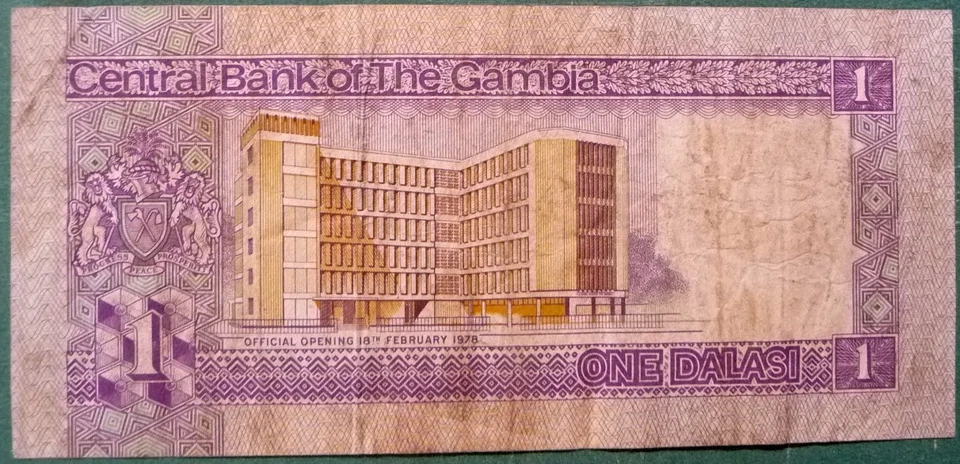 Central Bank of The Gambia
1
PROGRESS PEACE PROSPERITY
1
OFFICIAL OPENING 18TH FEBRUARY 1978
ONE DALASI
1